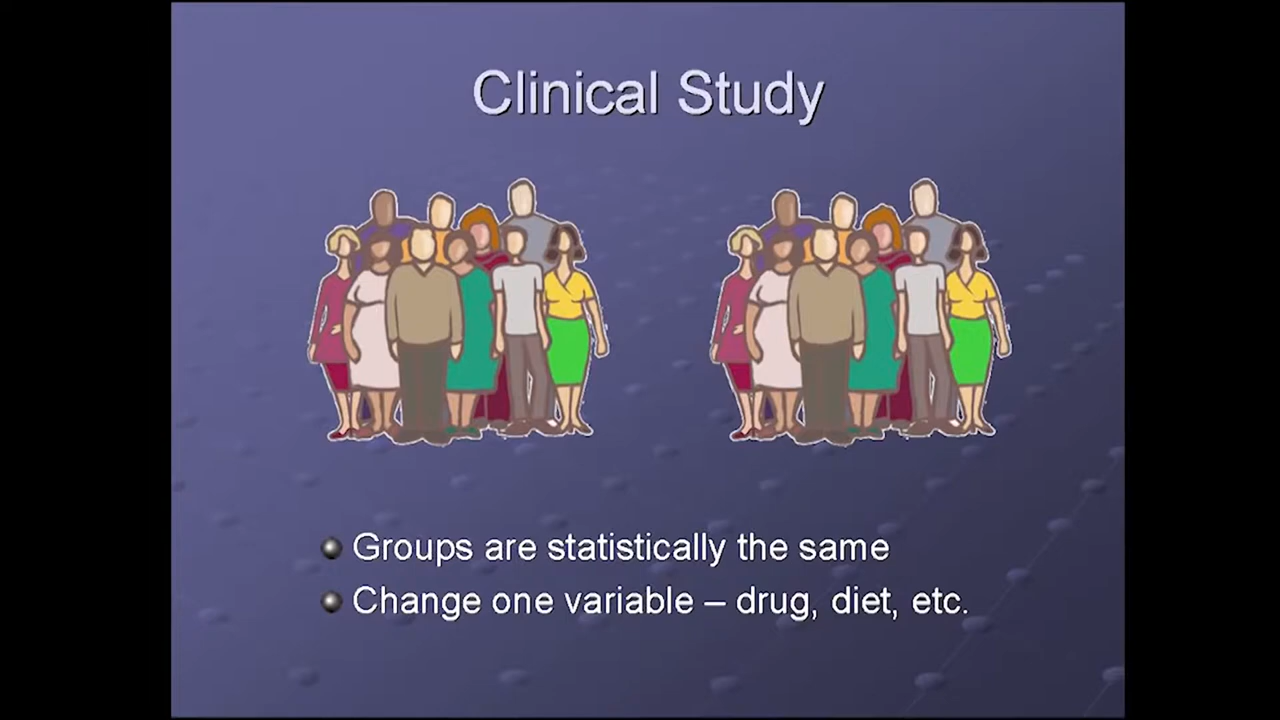 Clinical Study
Groups are statistically the same
Change one variable – drug, diet, etc.